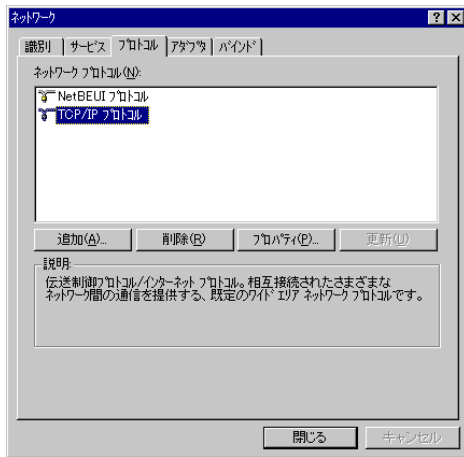 ネットワーク
識別 サービス プロトコル アダプタ バインド
ネットワーク プロトコル(N):
NetBEUI プロトコル
TCP/IP プロトコル
追加(A)... 削除(R) プロパティ(P)... 更新(U)
説明:
伝送制御プロトコル/インターネット プロトコル。相互接続されたさまざまな
ネットワーク間の通信を提供する、既定のワイド エリア ネットワーク プロトコルです。
閉じる キャンセル